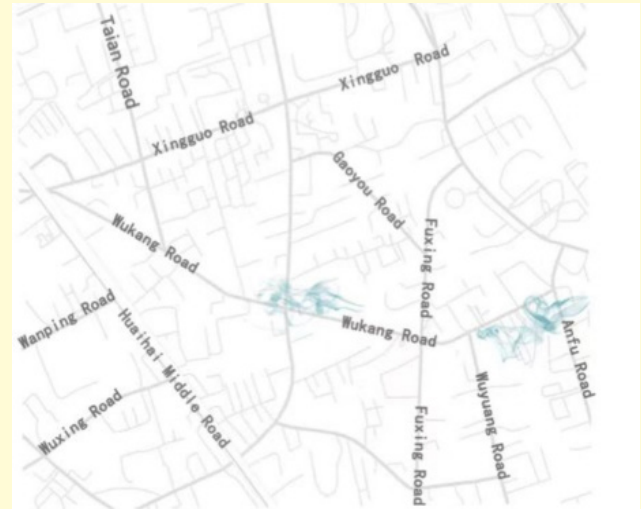 Taian Road
Xingguo Road
Xingguo Road
Gaoyou Road
Wukang Road
Fuxing Road
Wanping Road
Huaihai Middle Road
Wukang Road
Anfu Road
Wuxing Road
Wuyuang Road
Fuxing Road